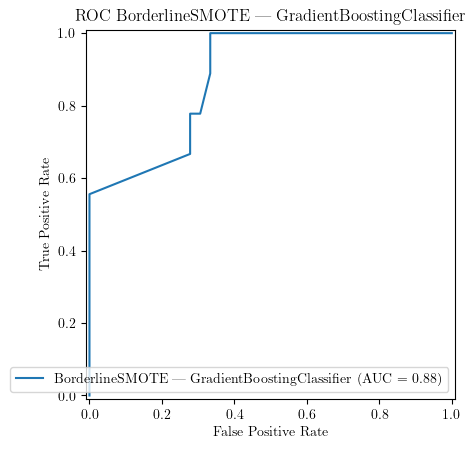 ROC BorderlineSMOTE — GradientBoostingClassifier
1.0
0.8
0.6
0.4
0.2
0.0
True Positive Rate
BorderlineSMOTE — GradientBoostingClassifier (AUC = 0.88)
0.0 0.2 0.4 0.6 0.8 1.0
False Positive Rate